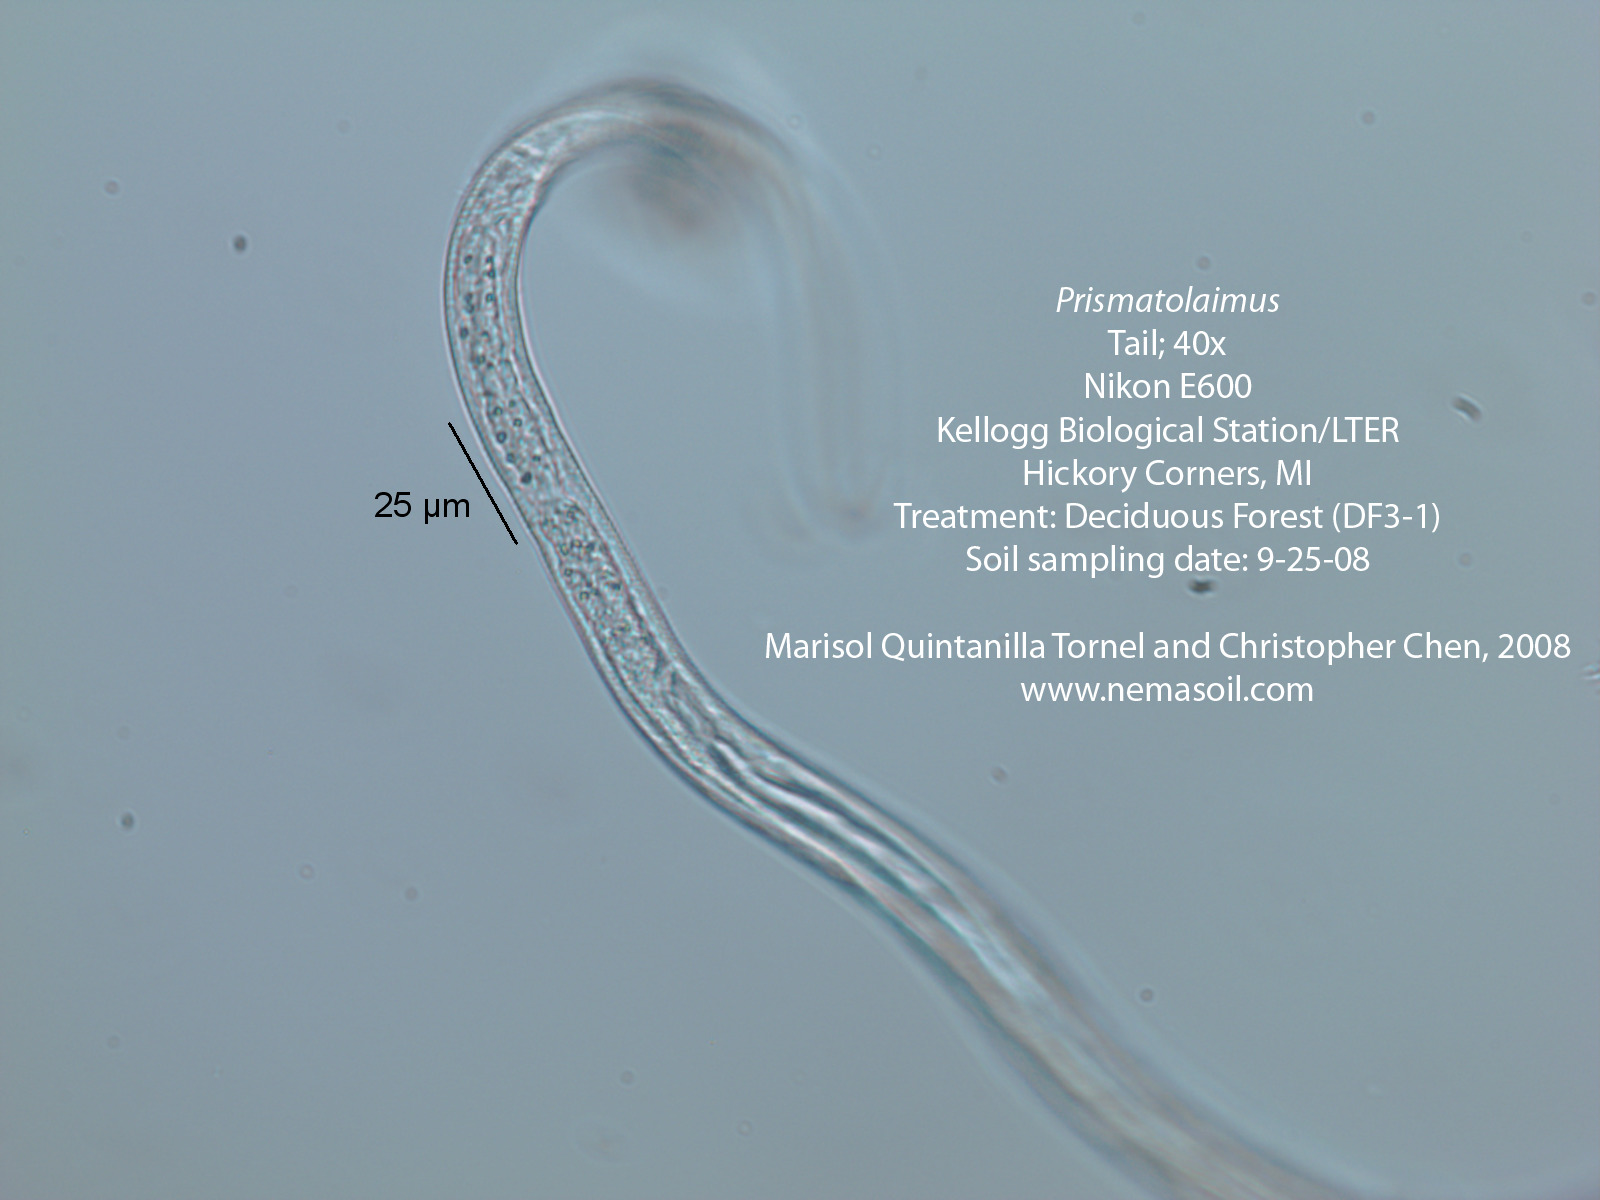 Prismatolaimus
Tail; 40x
Nikon E600
Kellogg Biological Station/LTER
Hickory Corners, MI
Treatment: Deciduous Forest (DF3-1)
Soil sampling date: 9-25-08
Marisol Quintanilla Tornel and Christopher Chen, 2008
www.nemasoil.com
25 µm